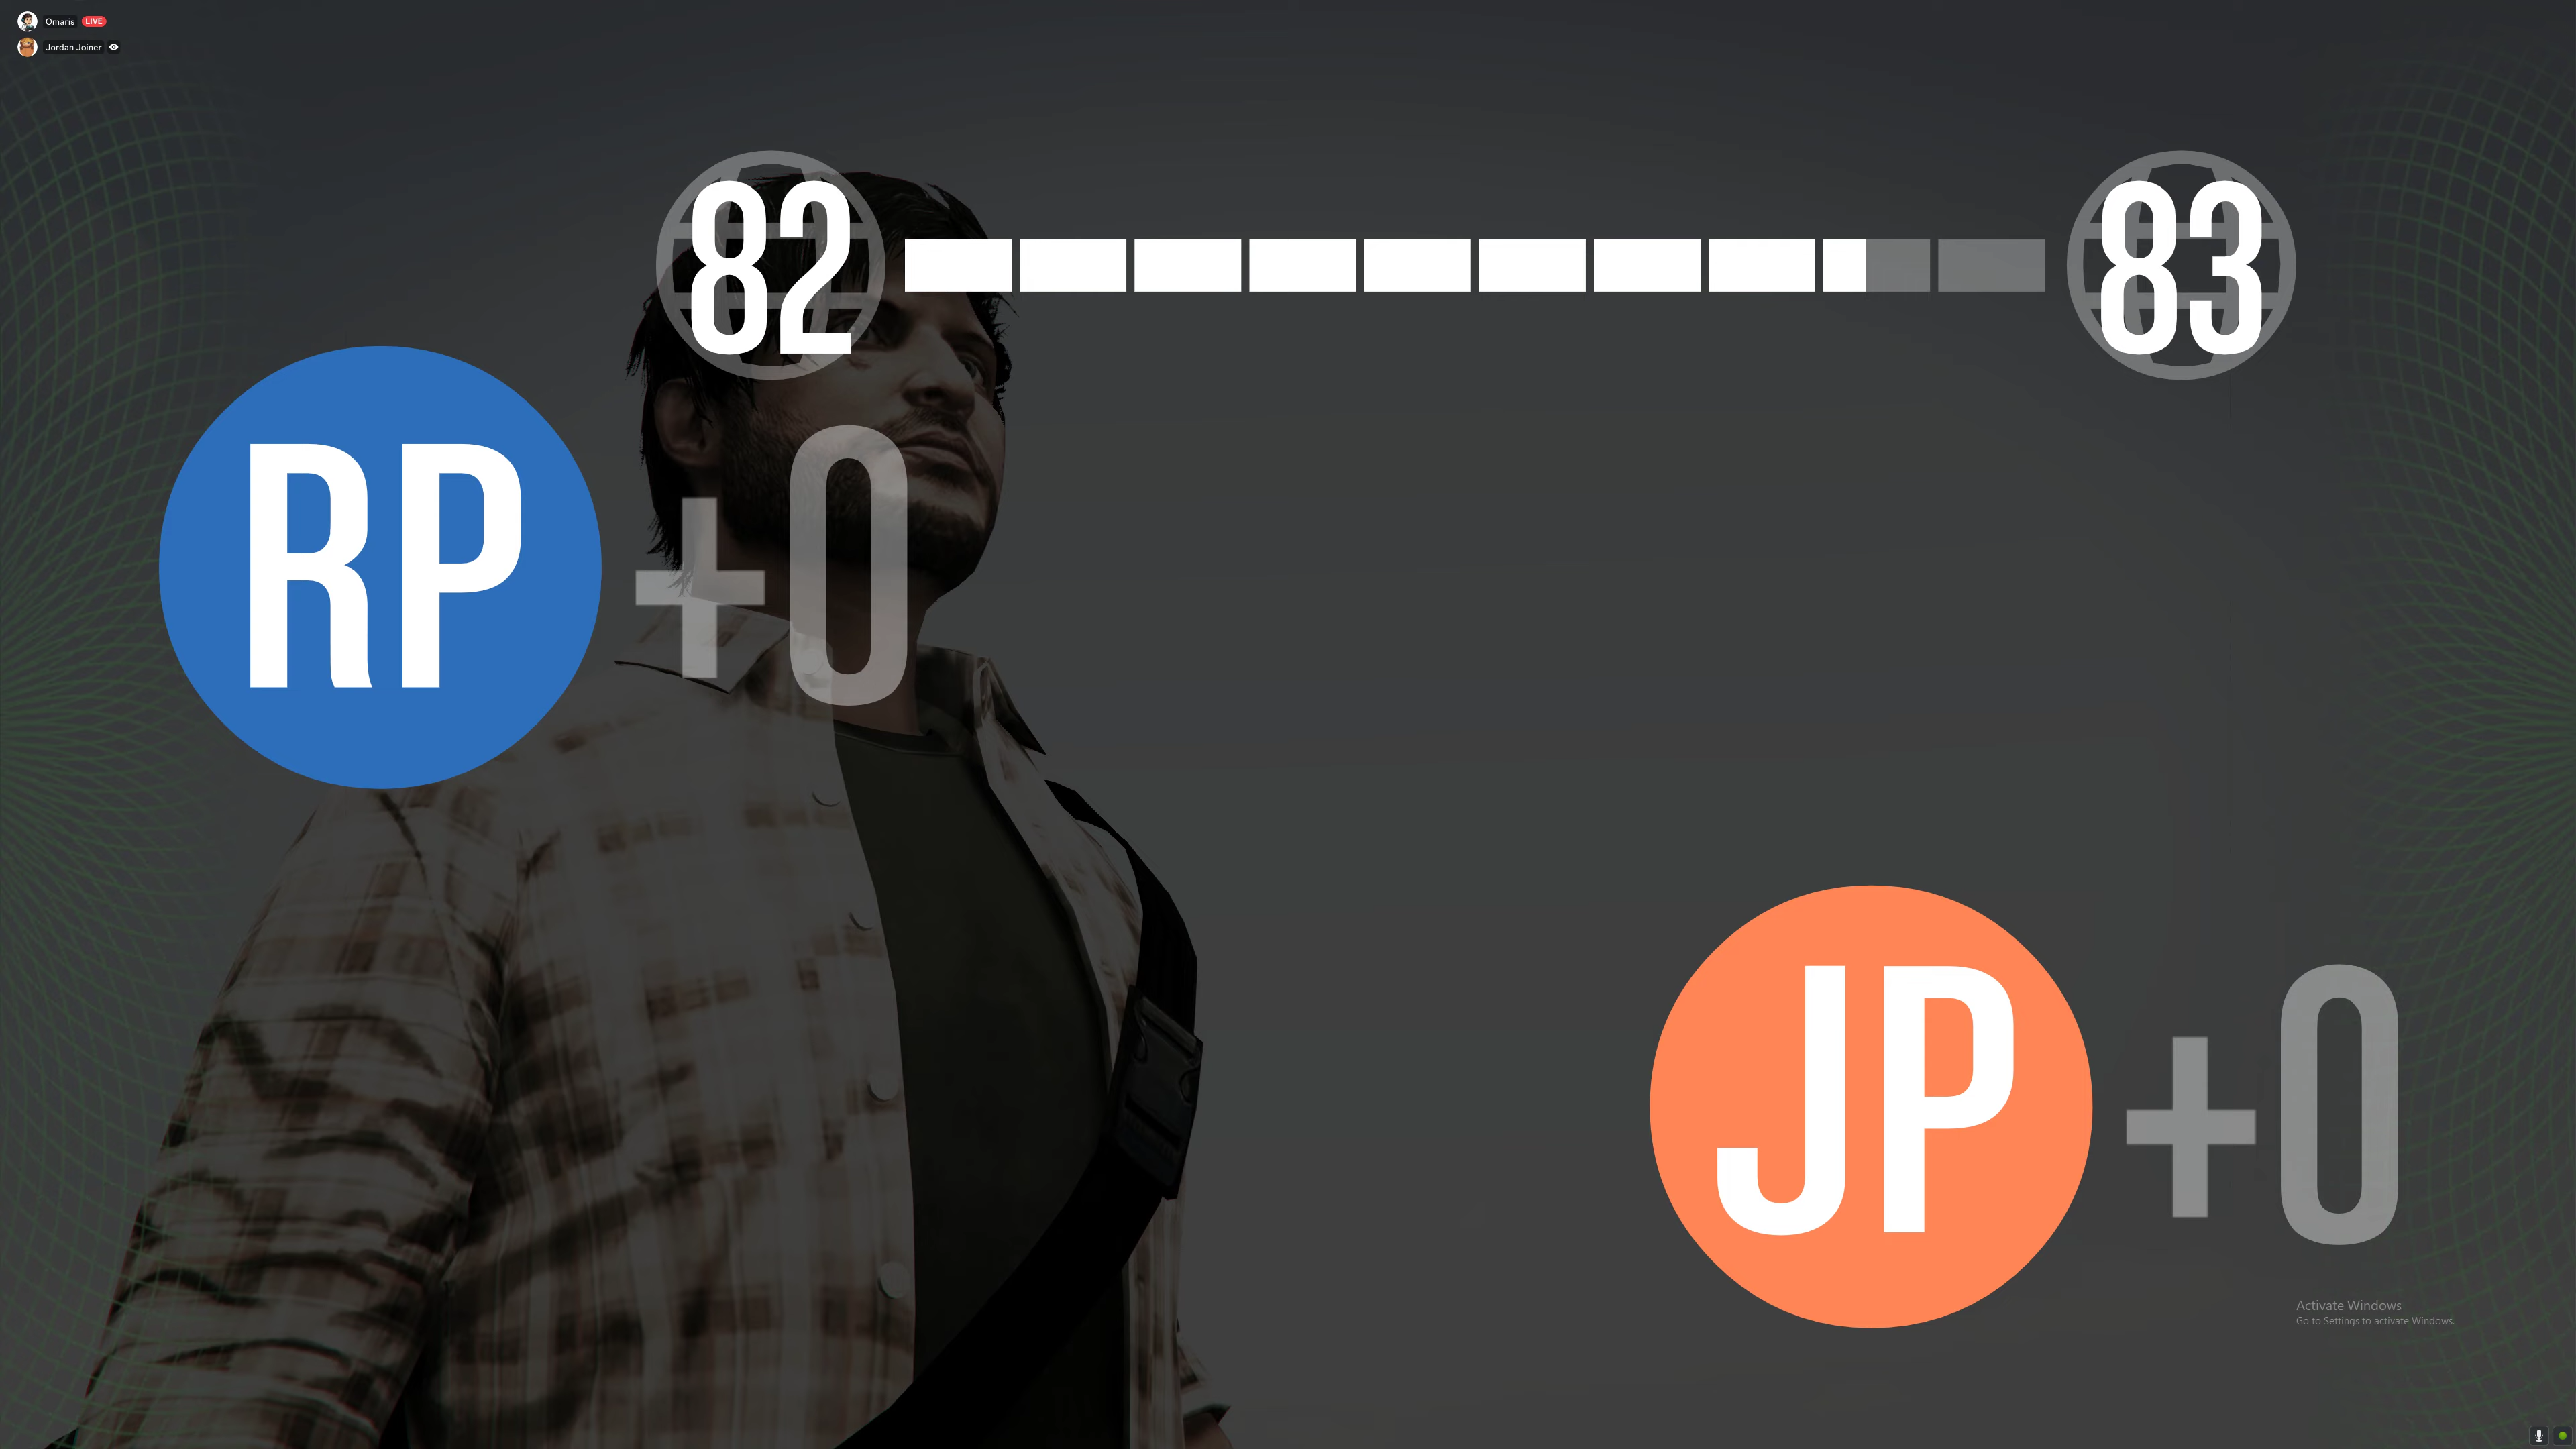 Omaris LIVE
Jordan Joiner
82 83
RP +0
JP +0
Activate Windows
Go to Settings to activate Windows.